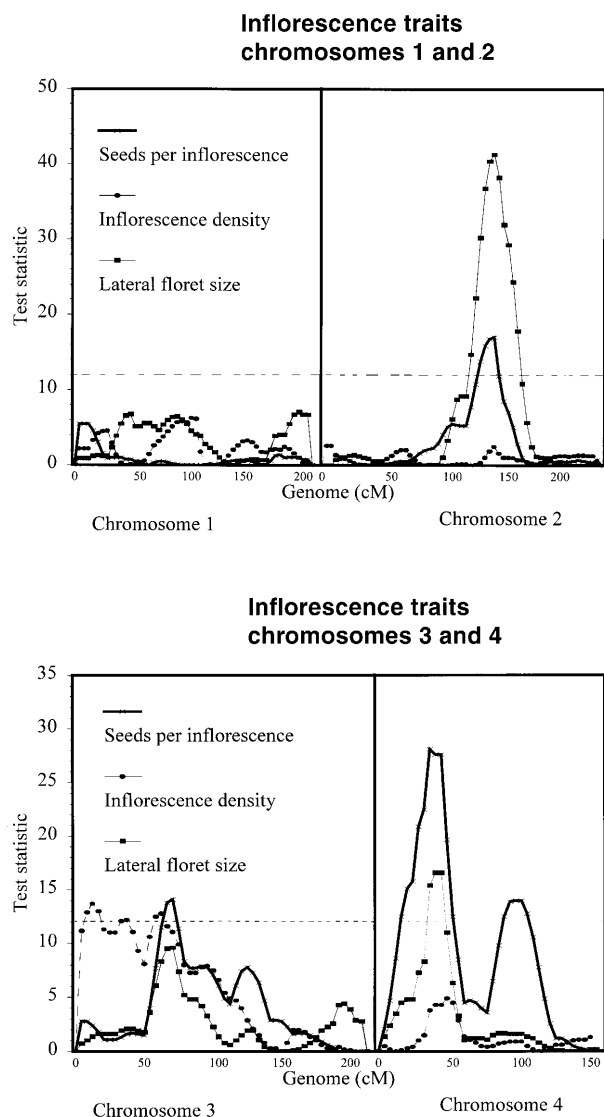 Inflorescence traits
chromosomes 1 and 2
50
40
30
20
10
0
Test statistic
Seeds per inflorescence
Inflorescence density
Lateral floret size
0 50 100 150 200
0 50 100 150 200
Genome (cM)
Chromosome 1
Chromosome 2
Inflorescence traits
chromosomes 3 and 4
35
30
25
20
15
10
5
0
Test statistic
Seeds per inflorescence
Inflorescence density
Lateral floret size
0 50 100 150 200
0 50 100 150
Genome (cM)
Chromosome 3
Chromosome 4